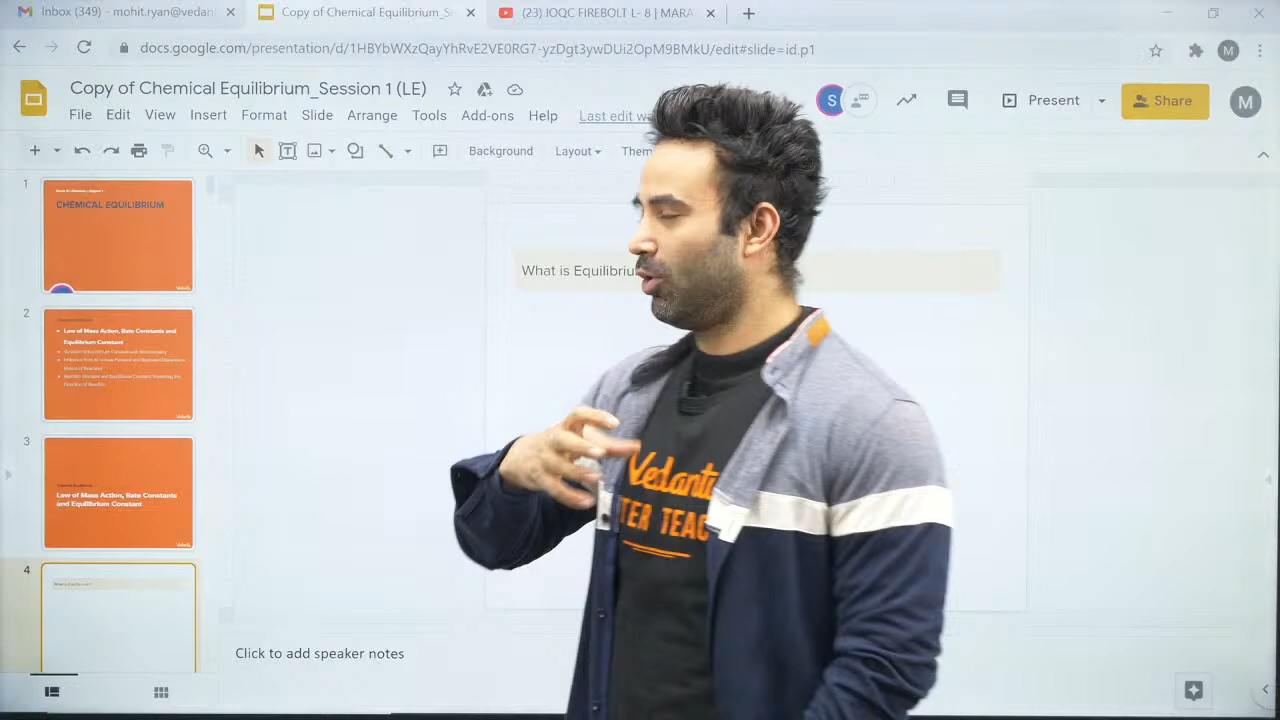 Inbox (349) - mohit.ryan@vedan
Copy of Chemical Equilibrium_S
(23) IOQC FIREBOLT L- 8 | MARA
docs.google.com/presentation/d/1HBYbWXzQayYhRvE2VE0RG7-yzDgt3ywDUi2OpM9BMkU/edit#slide=id.p1
M
Copy of Chemical Equilibrium_Session 1 (LE)
S
Present
Share
M
File Edit View Insert Format Slide Arrange Tools Add-ons Help Last edit wa
Background
Layout
Them
1
CHEMICAL EQUILIBRIUM
2
Law of Mass Action, Rate Constants and
Equilibrium Constant
3
Law of Mass Action, Rate Constants
and Equilibrium Constant
4
What is Equilibriu
Vedantu
TER TEAC
Click to add speaker notes